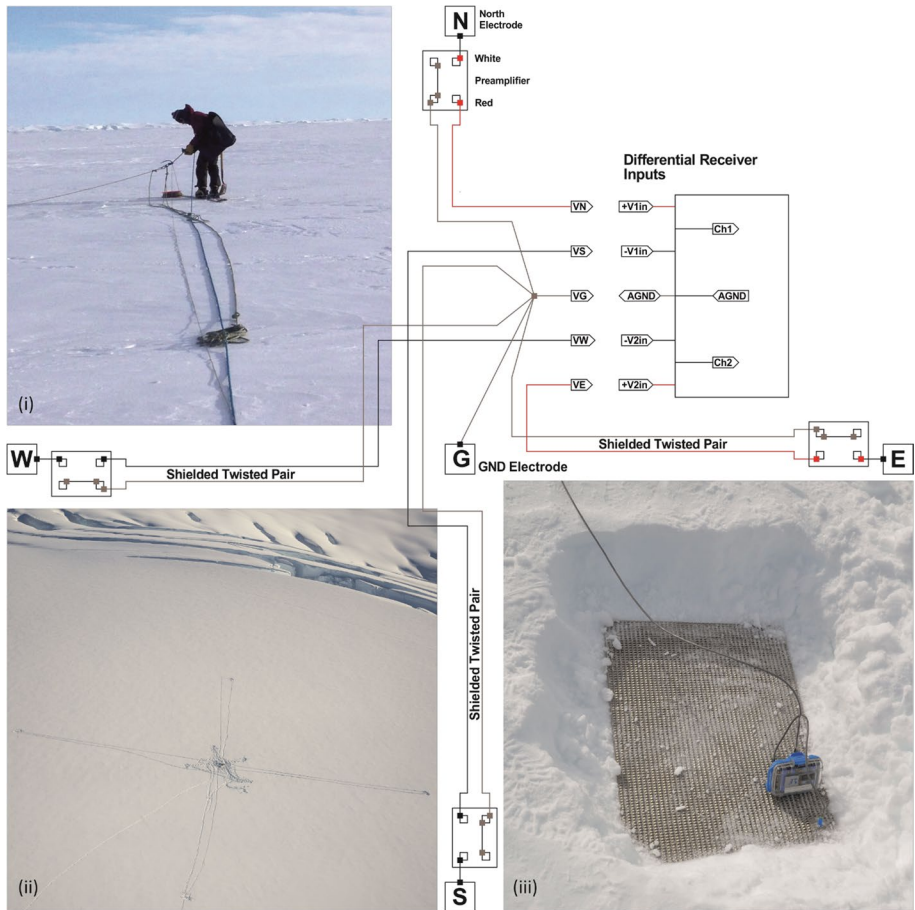 N
North
Electrode
White
Preamplifier
Red
Differential Receiver
Inputs
VN
+V1in
Ch1
VS
-V1in
VG
AGND
AGND
VW
-V2in
Ch2
VE
+V2in
(i)
W
Shielded Twisted Pair
G
GND Electrode
Shielded Twisted Pair
E
Shielded Twisted Pair
S
(ii)
(iii)